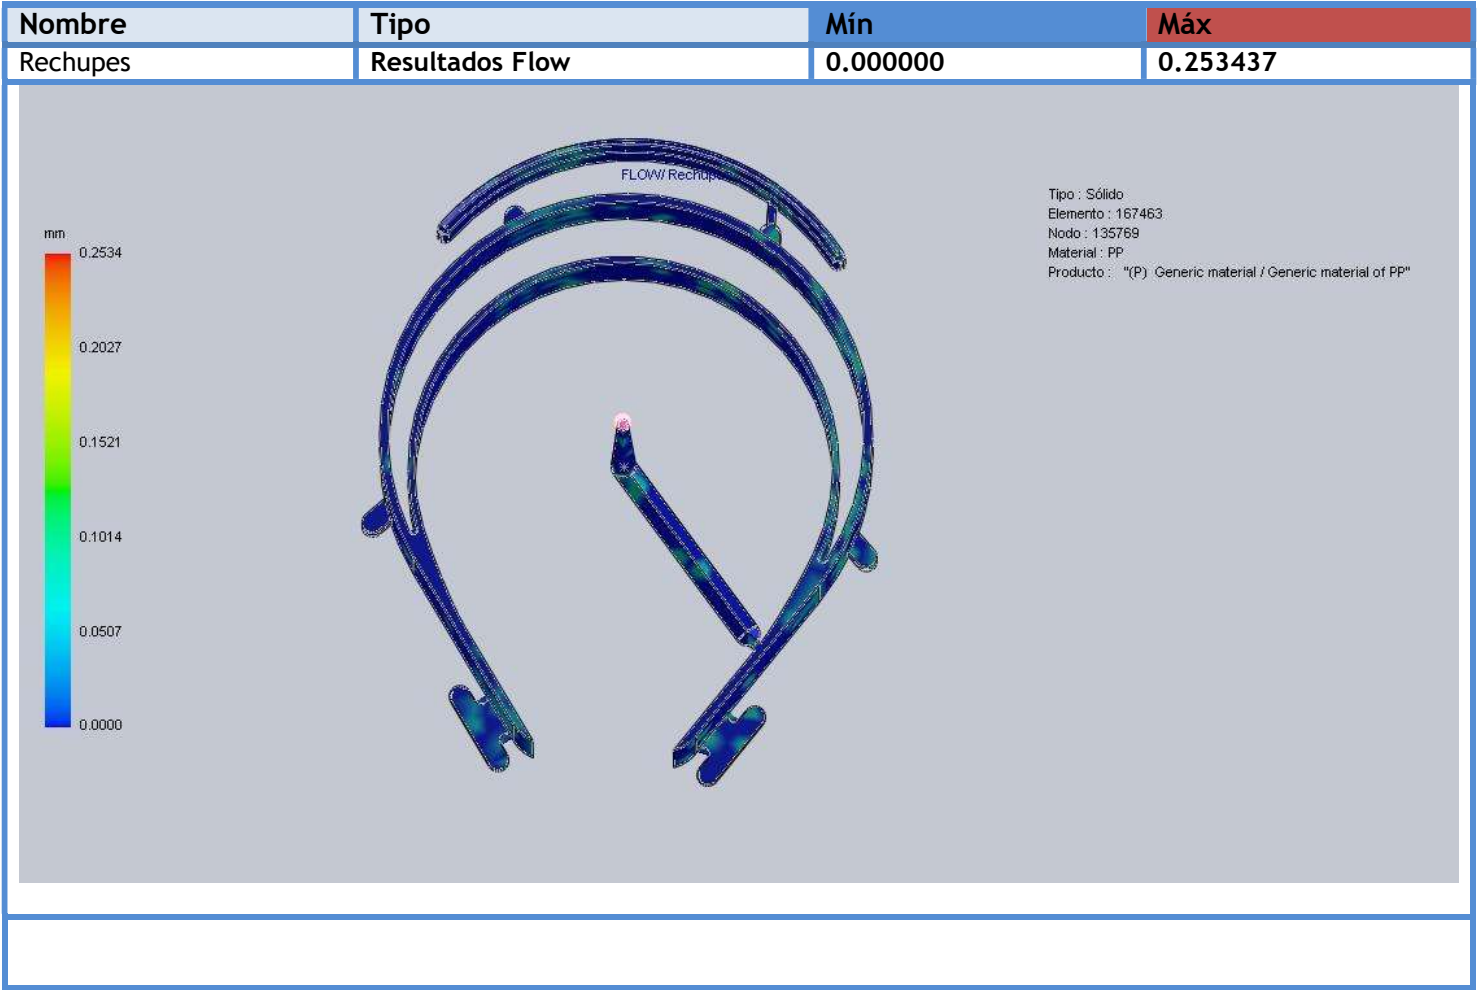 Nombre Tipo Mín Máx
Rechupes Resultados Flow 0.000000 0.253437
FLOW/ Rechupes
Tipo : Sólido
Elemento : 167463
Nodo : 135769
Material : PP
Producto : "(P) Generic material / Generic material of PP"
mm
0.2534
0.2027
0.1521
0.1014
0.0507
0.0000